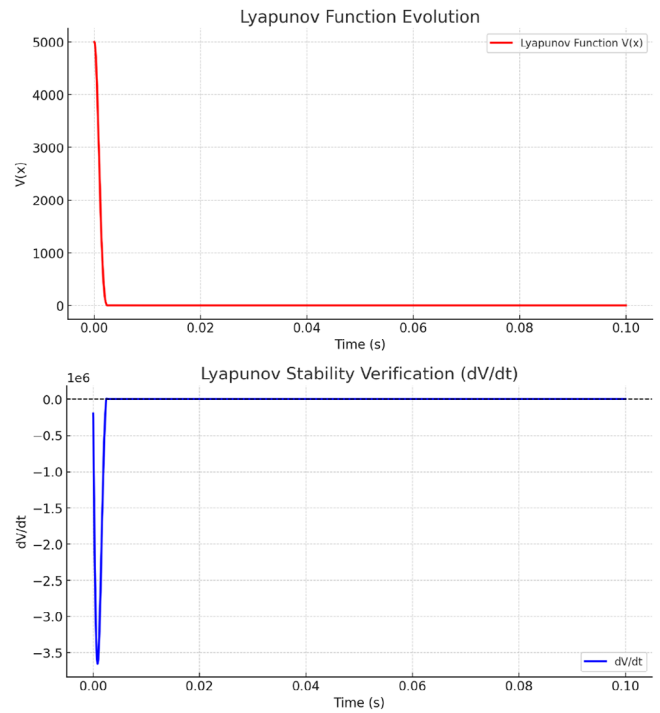 Lyapunov Function Evolution
Lyapunov Function V(x)
5000
4000
3000
2000
1000
0
V(x)
0.00 0.02 0.04 0.06 0.08 0.10
Time (s)
Lyapunov Stability Verification (dV/dt)
1e6
0.0
−0.5
−1.0
−1.5
−2.0
−2.5
−3.0
−3.5
dV/dt
dV/dt
0.00 0.02 0.04 0.06 0.08 0.10
Time (s)